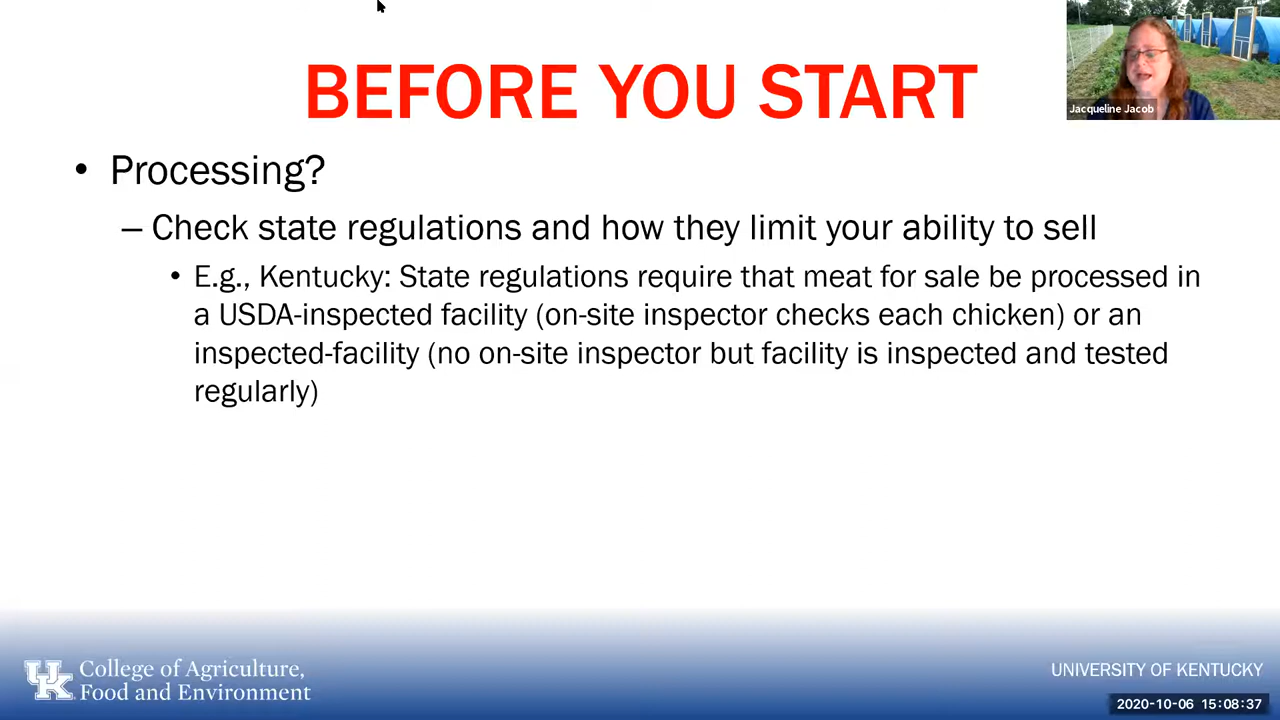 BEFORE YOU START
Jacqueline Jacob
• Processing?
– Check state regulations and how they limit your ability to sell
• E.g., Kentucky: State regulations require that meat for sale be processed in
a USDA-inspected facility (on-site inspector checks each chicken) or an
inspected-facility (no on-site inspector but facility is inspected and tested
regularly)
UK
College of Agriculture,
Food and Environment
UNIVERSITY OF KENTUCKY
2020-10-06 15:08:37